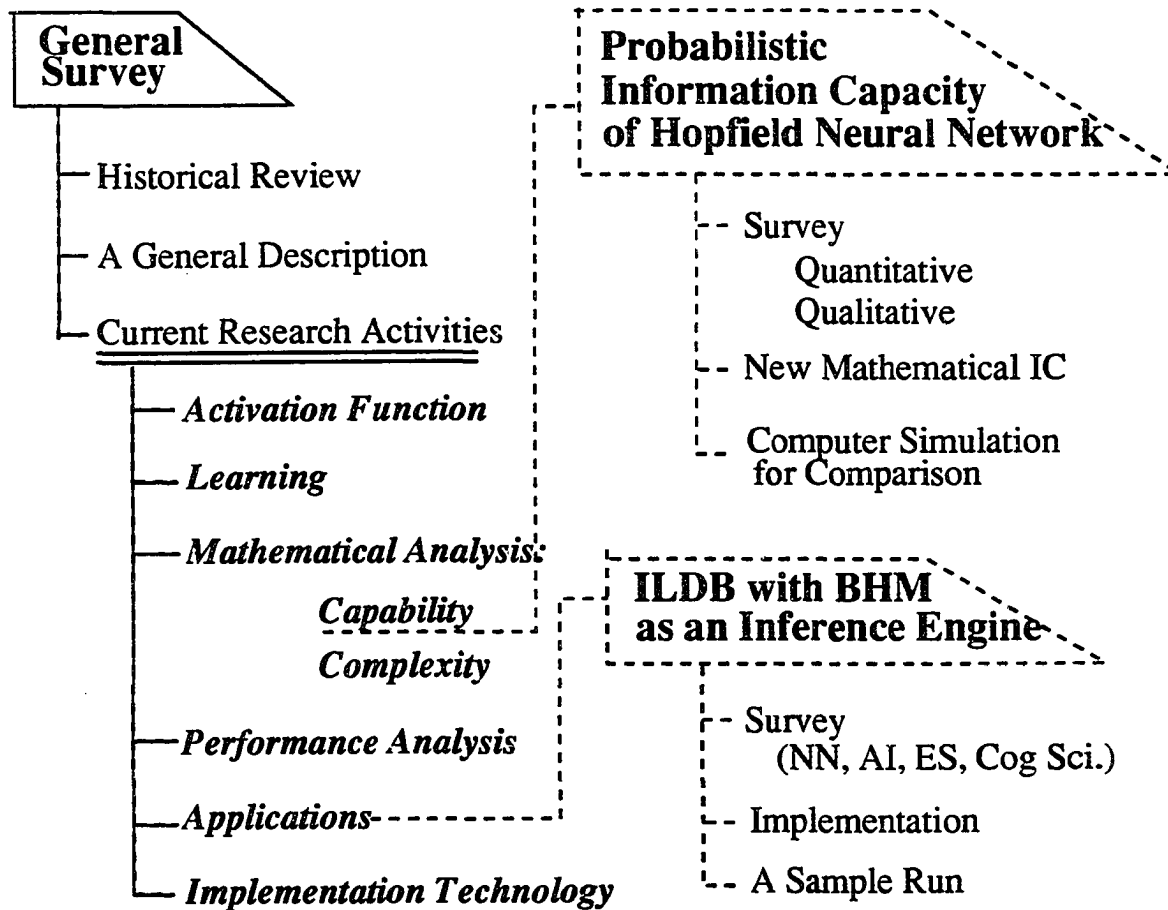 General
Survey
Historical Review
A General Description
Current Research Activities
Activation Function
Learning
Mathematical Analysis:
Capability
Complexity
Performance Analysis
Applications
Implementation Technology
Probabilistic
Information Capacity
of Hopfield Neural Network
Survey
Quantitative
Qualitative
New Mathematical IC
Computer Simulation
for Comparison
ILDB with BHM
as an Inference Engine
Survey
(NN, AI, ES, Cog Sci.)
Implementation
A Sample Run